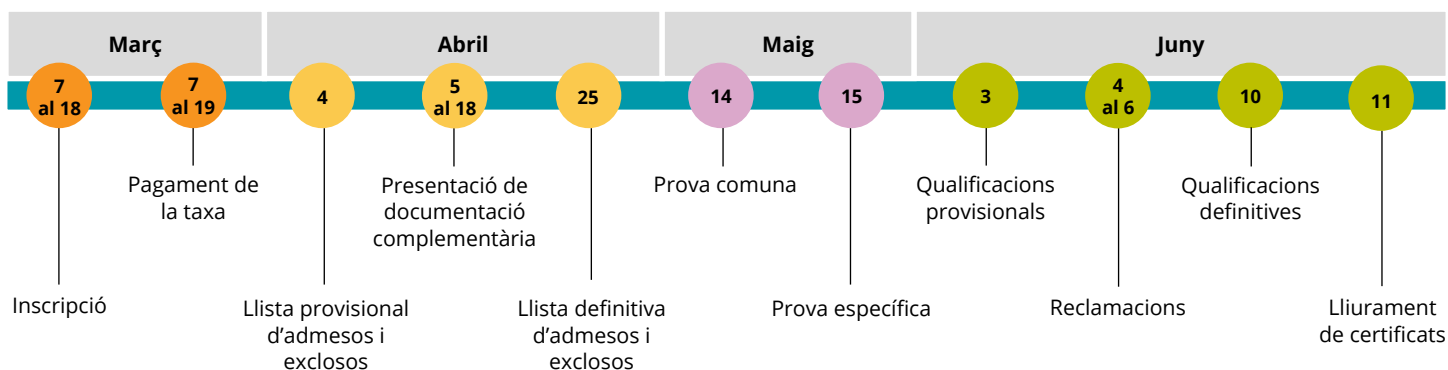 Març
Abril
Maig
Juny
7
al 18
7
al 19
4
5
al 18
25
14
15
3
4
al 6
10
11
Inscripció
Pagament de
la taxa
Llista provisional
d'admesos i
exclosos
Presentació de
documentació
complementària
Llista definitiva
d'admesos i
exclosos
Prova comuna
Prova específica
Qualificacions
provisionals
Reclamacions
Qualificacions
definitives
Lliurament
de certificats